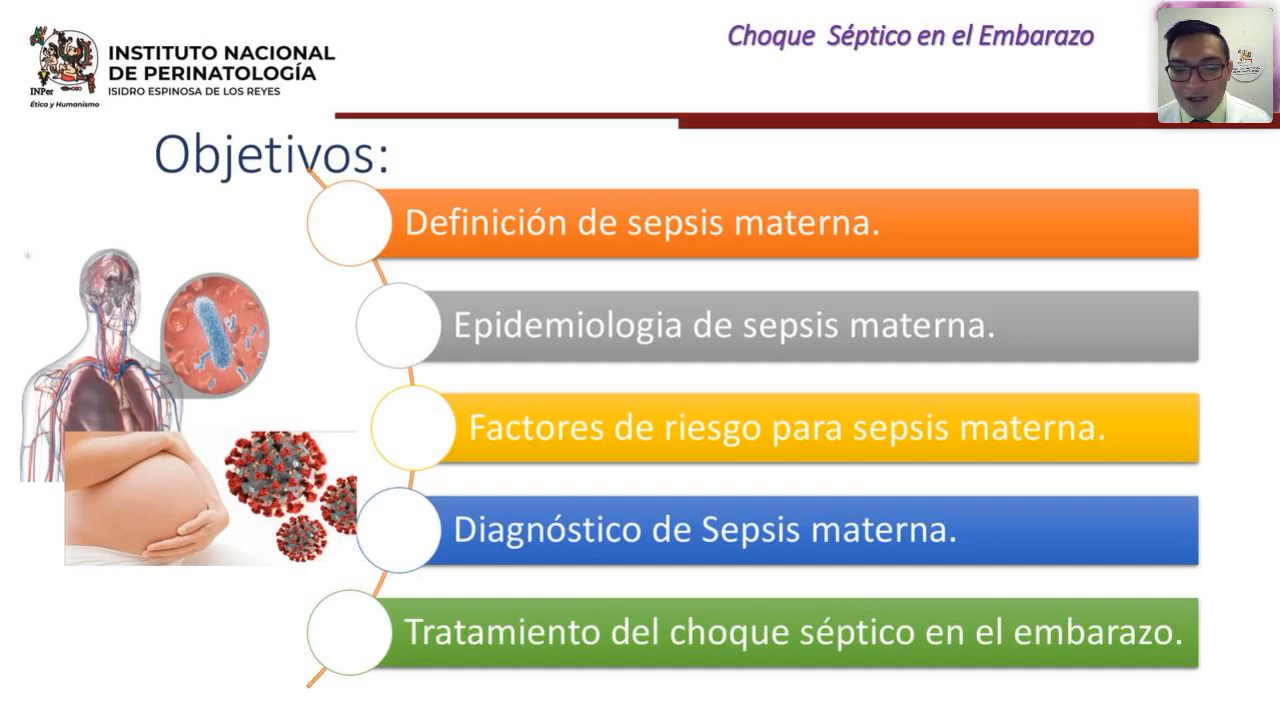 Choque Séptico en el Embarazo
INSTITUTO NACIONAL
DE PERINATOLOGÍA
ISIDRO ESPINOSA DE LOS REYES
INPer
Ética y Humanismo
Objetivos:
Definición de sepsis materna.
Epidemiologia de sepsis materna.
Factores de riesgo para sepsis materna.
Diagnóstico de Sepsis materna.
Tratamiento del choque séptico en el embarazo.